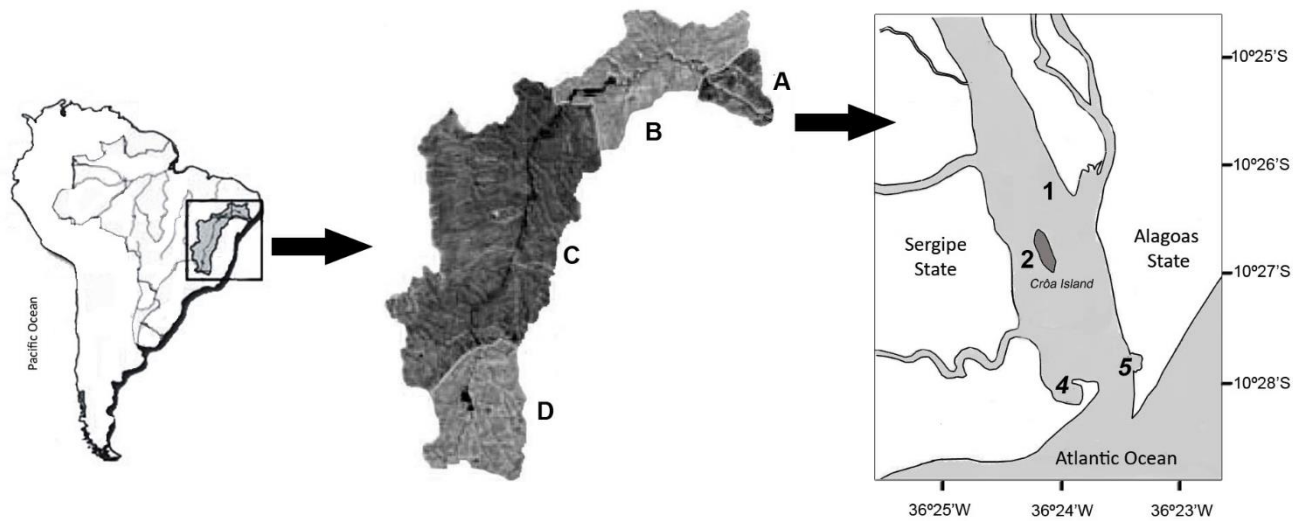 Pacific Ocean
A
B
C
D
10º25'S
10º26'S
10º27'S
10º28'S
1
Sergipe
State
Alagoas
State
2
Crôa Island
4
5
Atlantic Ocean
36º25'W
36º24'W
36º23'W